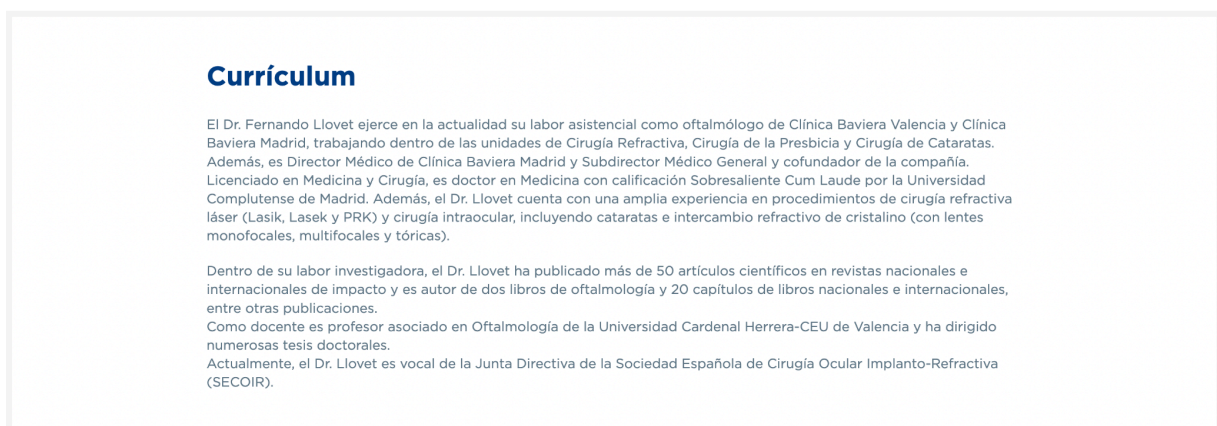 Currículum
El Dr. Fernando Llovet ejerce en la actualidad su labor asistencial como oftalmólogo de Clínica Baviera Valencia y Clínica
Baviera Madrid, trabajando dentro de las unidades de Cirugía Refractiva, Cirugía de la Presbicia y Cirugía de Cataratas.
Además, es Director Médico de Clínica Baviera Madrid y Subdirector Médico General y cofundador de la compañía.
Licenciado en Medicina y Cirugía, es doctor en Medicina con calificación Sobresaliente Cum Laude por la Universidad
Complutense de Madrid. Además, el Dr. Llovet cuenta con una amplia experiencia en procedimientos de cirugía refractiva
láser (Lasik, Lasek y PRK) y cirugía intraocular, incluyendo cataratas e intercambio refractivo de cristalino (con lentes
monofocales, multifocales y tóricas).
Dentro de su labor investigadora, el Dr. Llovet ha publicado más de 50 artículos científicos en revistas nacionales e
internacionales de impacto y es autor de dos libros de oftalmología y 20 capítulos de libros nacionales e internacionales,
entre otras publicaciones.
Como docente es profesor asociado en Oftalmología de la Universidad Cardenal Herrera-CEU de Valencia y ha dirigido
numerosas tesis doctorales.
Actualmente, el Dr. Llovet es vocal de la Junta Directiva de la Sociedad Española de Cirugía Ocular Implanto-Refractiva
(SECOIR).